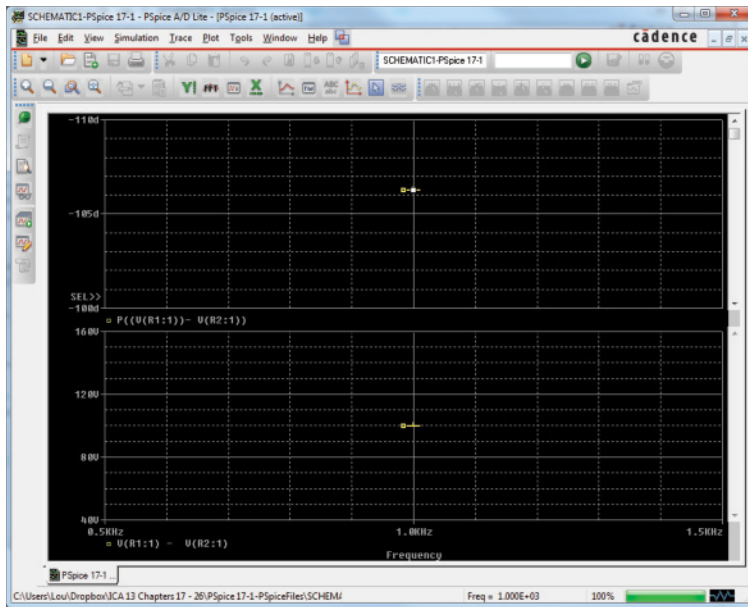 SCHEMATIC1-PSpice 17-1 - PSpice A/D Lite - [PSpice 17-1 (active)]
File Edit View Simulation Trace Plot Tools Window Help
cādence
SCHEMATIC1-PSpice 17-1
-110d
-105d
SEL>>
-100d
P((V(R1:1))- V(R2:1))
160V
120V
80V
40V
0.5KHz 1.0KHz 1.5KHz
V(R1:1) - V(R2:1)
Frequency
PSpice 17-1 ...
C:\Users\Lou\Dropbox\ICA 13 Chapters 17 - 26\PSpice 17-1-PSpiceFiles\SCHEMA
Freq = 1.000E+03 100%